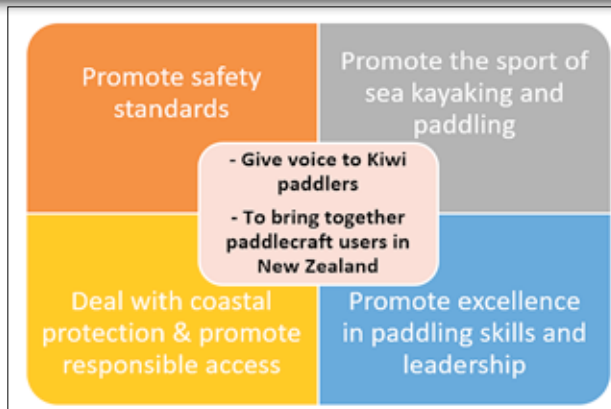 Promote safety
standards
Promote the sport of
sea kayaking and
paddling
- Give voice to Kiwi
paddlers
- To bring together
paddlecraft users in
New Zealand
Deal with coastal
protection & promote
responsible access
Promote excellence
in paddling skills and
leadership